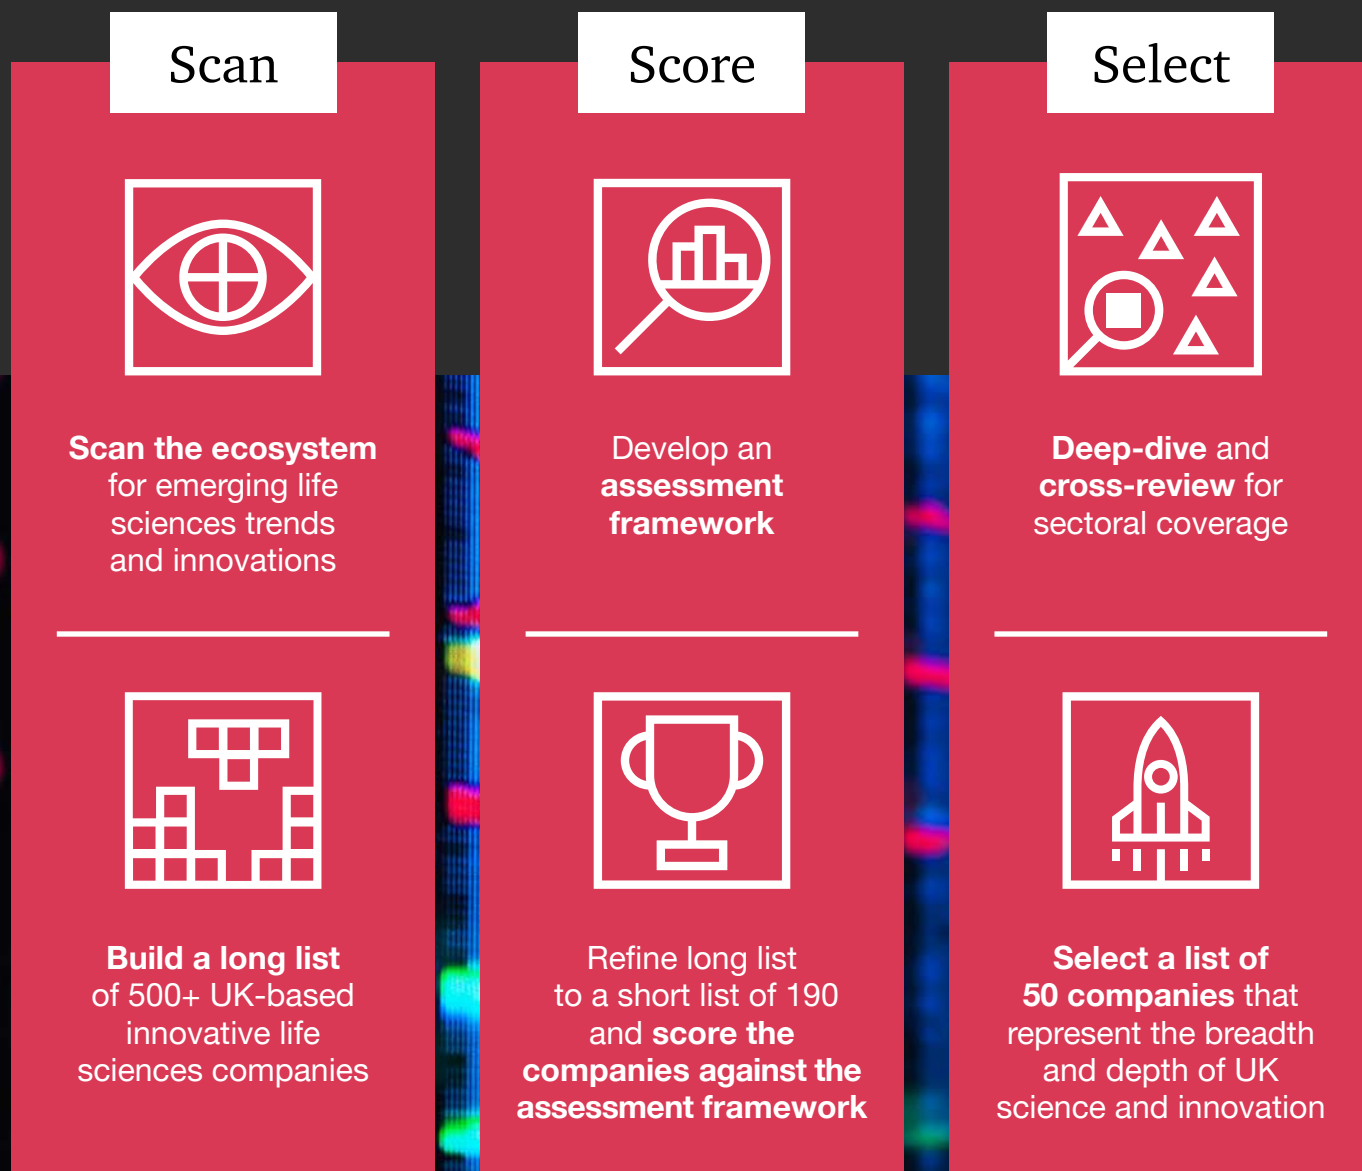 Scan
Scan the ecosystem
for emerging life
sciences trends
and innovations
Build a long list
of 500+ UK-based
innovative life
sciences companies
Score
Develop an
assessment
framework
Refine long list
to a short list of 190
and score the
companies against the
assessment framework
Select
Deep-dive and
cross-review for
sectoral coverage
Select a list of
50 companies that
represent the breadth
and depth of UK
science and innovation